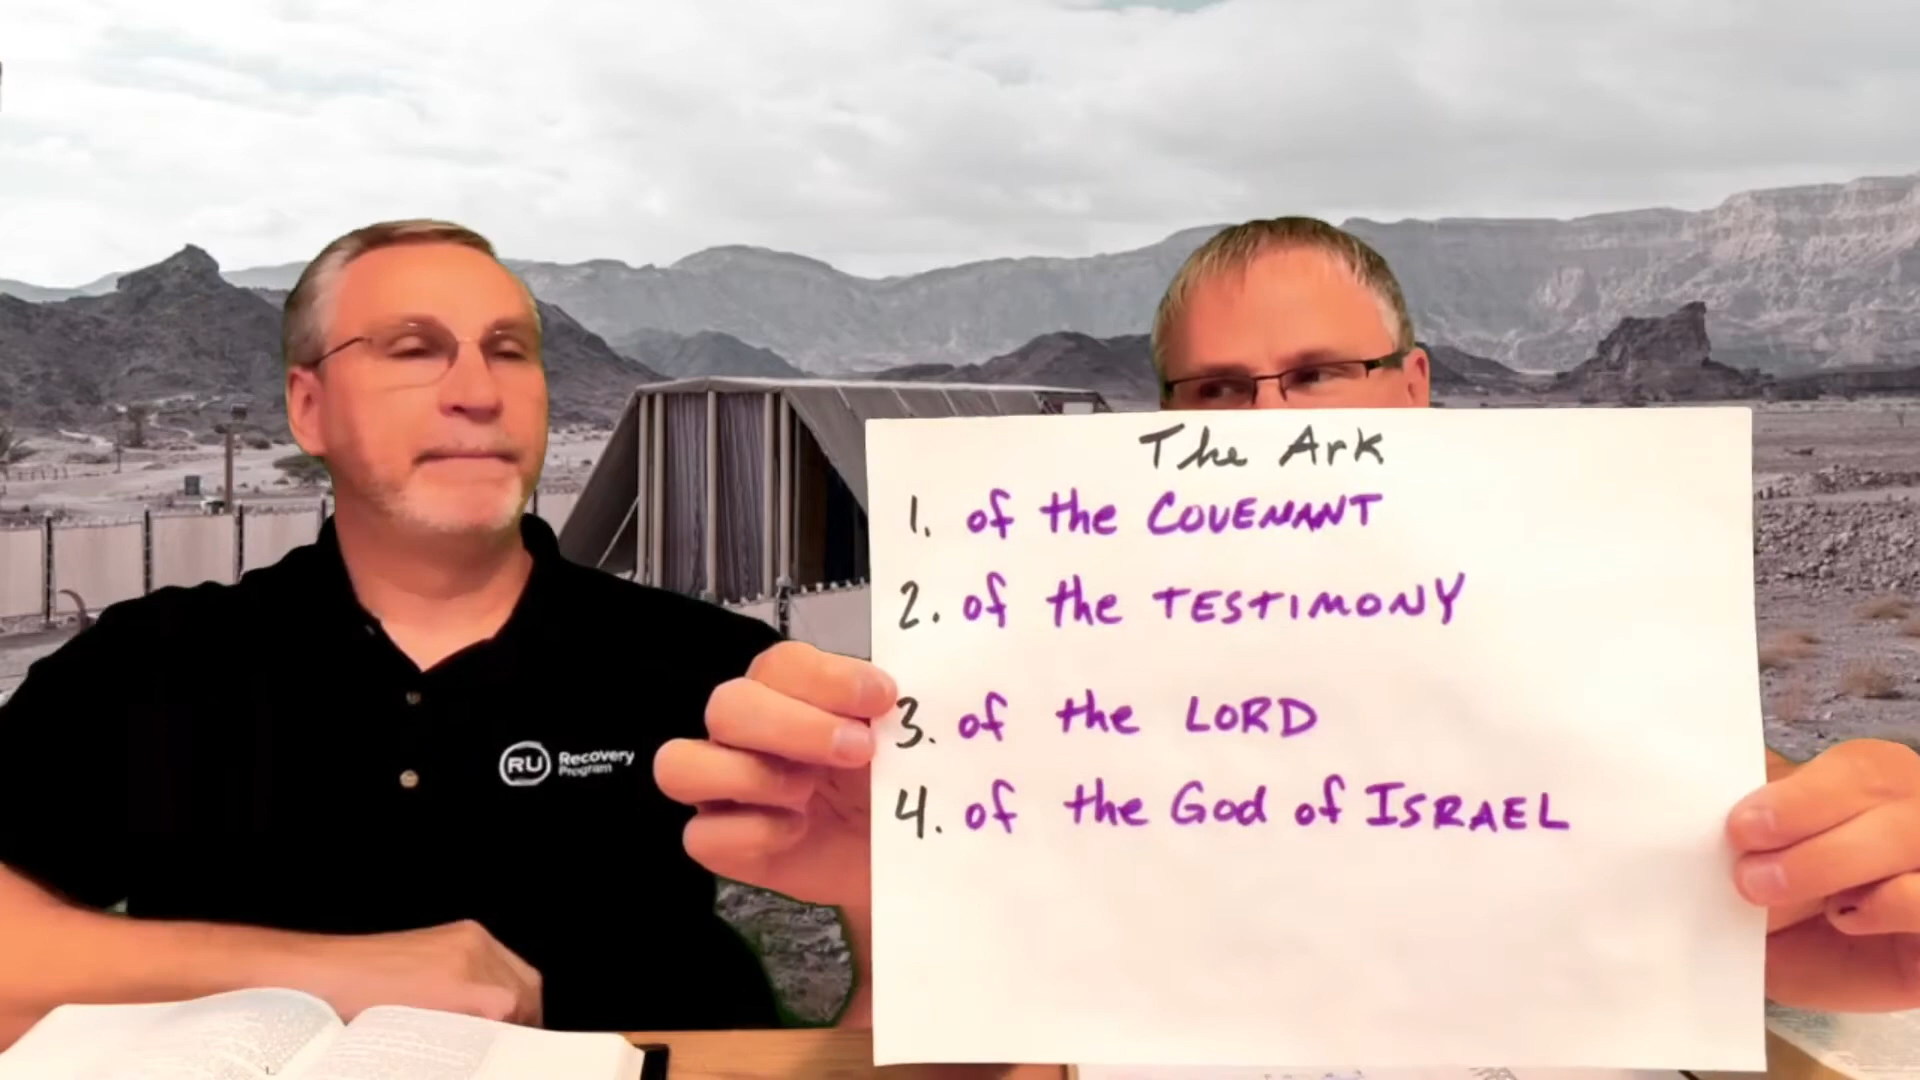 The Ark
1. of the COVENANT
2. of the TESTIMONY
3. of the LORD
4. of the God of ISRAEL
RU Recovery
Program